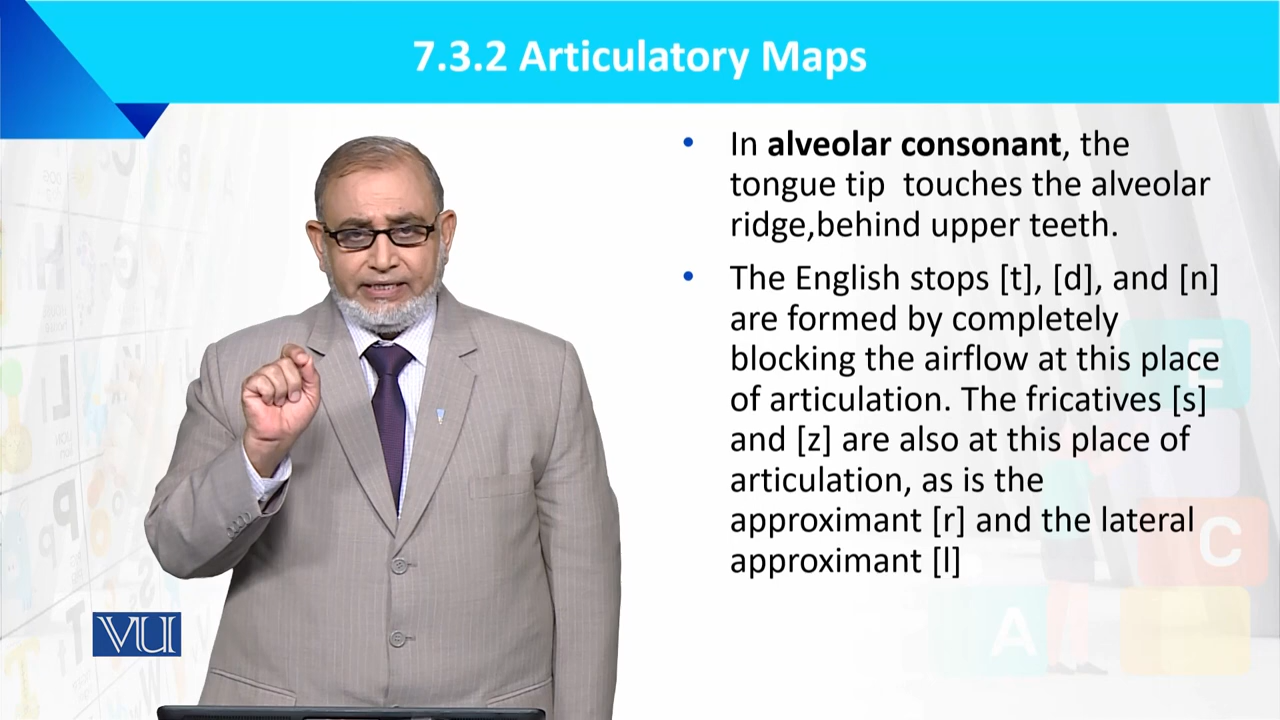 7.3.2 Articulatory Maps
• In alveolar consonant, the
tongue tip  touches the alveolar
ridge,behind upper teeth.
• The English stops [t], [d], and [n]
are formed by completely
blocking the airflow at this place
of articulation. The fricatives [s]
and [z] are also at this place of
articulation, as is the
approximant [r] and the lateral
approximant [l]
VU
E
C
A